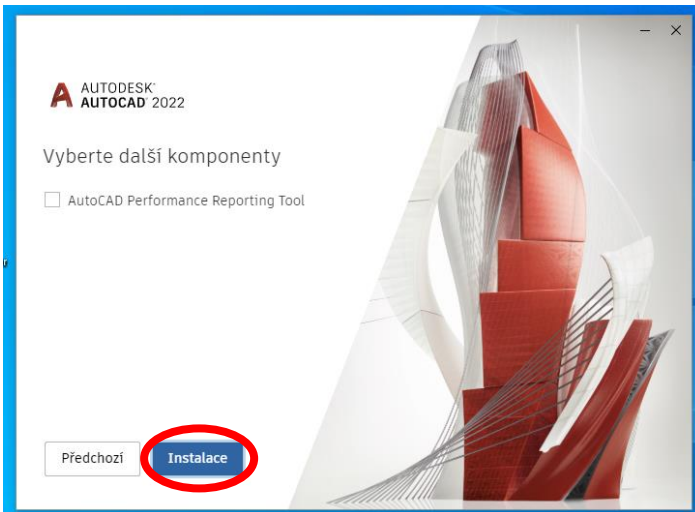 AUTODESK
AUTOCAD 2022
Vyberte další komponenty
AutoCAD Performance Reporting Tool
Předchozí
Instalace